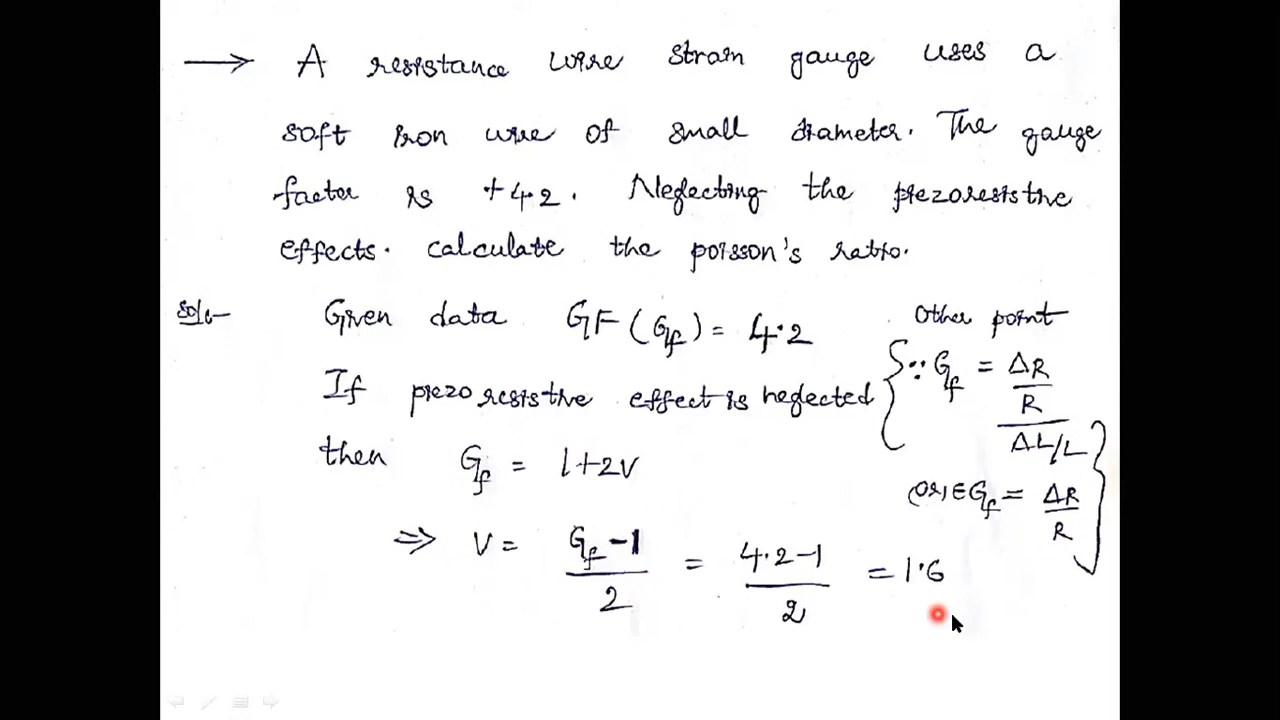 → A resistance wire strain gauge uses a
soft iron wire of small diameter. The gauge
factor is +4.2. Neglecting the piezoresistive
effects. calculate the poisson's ratio.
Sol:- Given data GF (Gf) = 4.2
If piezoresistive effect is neglected
then Gf = 1+2ν
⇒ ν = (Gf -1)/2 = (4.2-1)/2 = 1.6
Other point
{∵ Gf = (ΔR/R)/(ΔL/L)
(or) ∈Gf = ΔR/R}